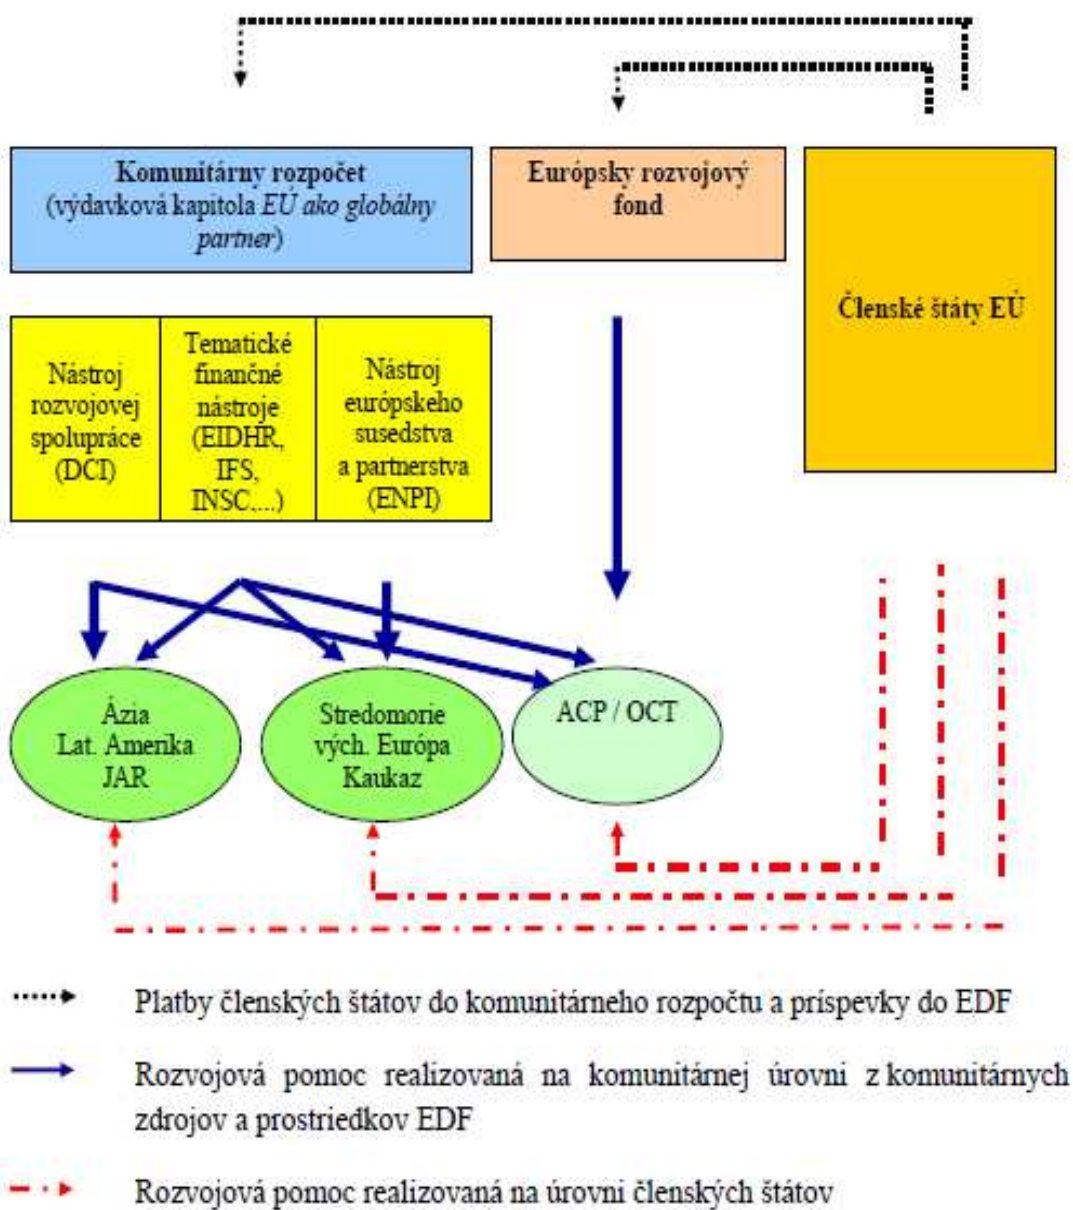 Komunitárny rozpočet
(výdavková kapitola EÚ ako globálny
partner)
Európsky rozvojový
fond
Členské štáty EÚ
Nástroj
rozvojovej
spolupráce
(DCI)
Tematické
finančné
nástroje
(EIDHR,
IFS,
INSC,...)
Nástroj
európskeho
susedstva
a partnerstva
(ENPI)
Ázia
Lat. Amerika
JAR
Stredomorie
vých. Európa
Kaukaz
ACP / OCT
Platby členských štátov do komunitárneho rozpočtu a príspevky do EDF
Rozvojová pomoc realizovaná na komunitárnej úrovni z komunitárnych
zdrojov a prostriedkov EDF
Rozvojová pomoc realizovaná na úrovni členských štátov